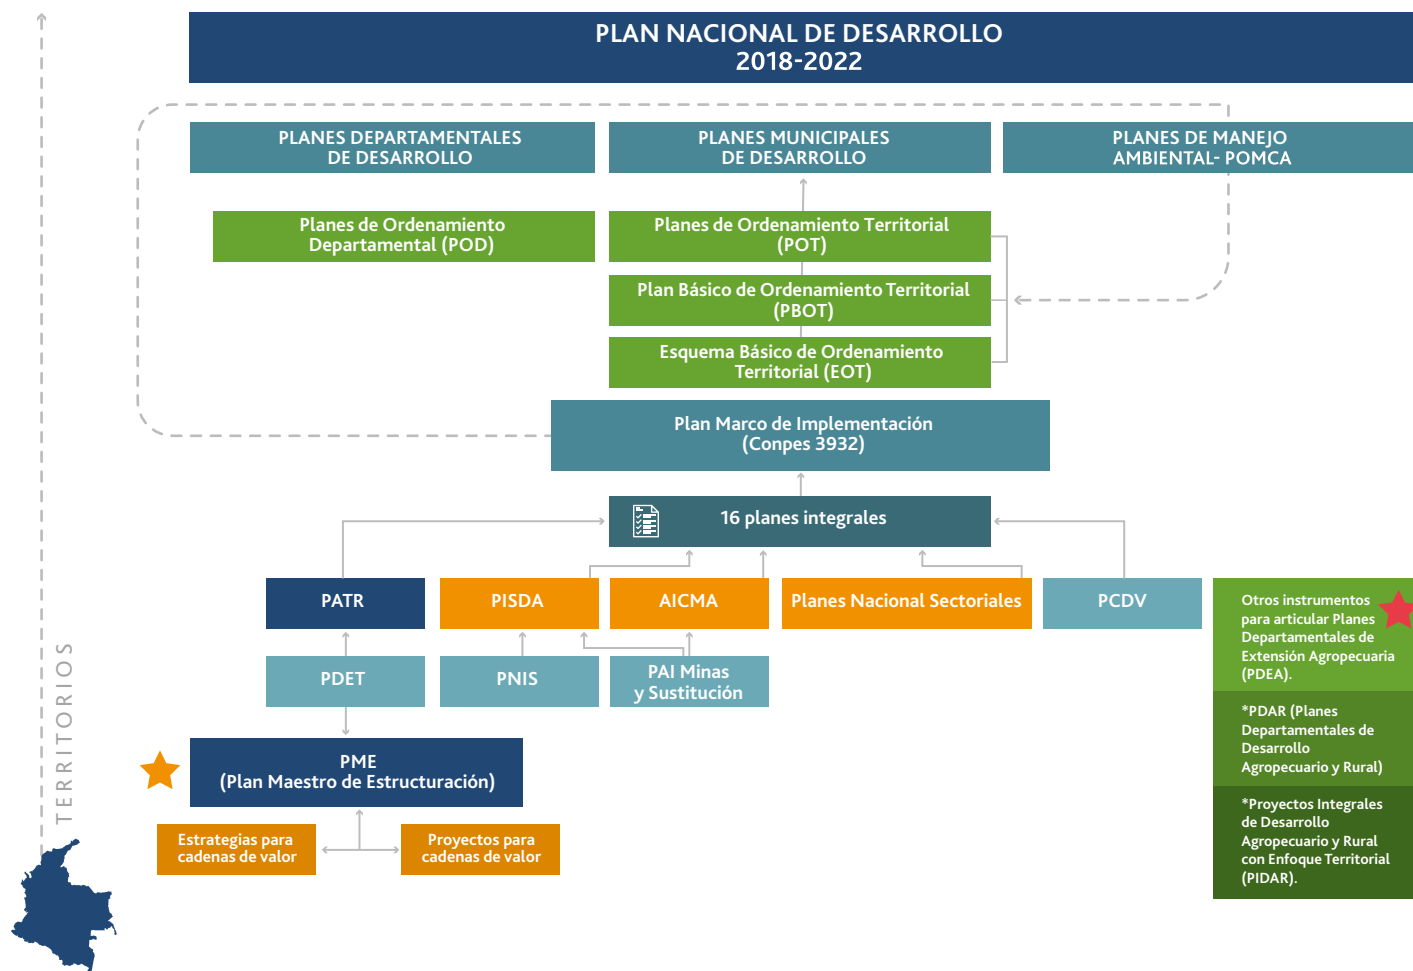 PLAN NACIONAL DE DESARROLLO
2018-2022
PLANES DEPARTAMENTALES
DE DESARROLLO
PLANES MUNICIPALES
DE DESARROLLO
PLANES DE MANEJO
AMBIENTAL- POMCA
Planes de Ordenamiento
Departamental (POD)
Planes de Ordenamiento Territorial
(POT)
Plan Básico de Ordenamiento Territorial
(PBOT)
Esquema Básico de Ordenamiento
Territorial (EOT)
Plan Marco de Implementación
(Conpes 3932)
16 planes integrales
PATR
PISDA
AICMA
Planes Nacional Sectoriales
PCDV
PDET
PNIS
PAI Minas
y Sustitución
PME
(Plan Maestro de Estructuración)
Estrategias para
cadenas de valor
Proyectos para
cadenas de valor
Otros instrumentos
para articular Planes
Departamentales de
Extensión Agropecuaria
(PDEA).
*PDAR (Planes
Departamentales de
Desarrollo
Agropecuario y Rural)
*Proyectos Integrales
de Desarrollo
Agropecuario y Rural
con Enfoque Territorial
(PIDAR).
TERRITORIOS